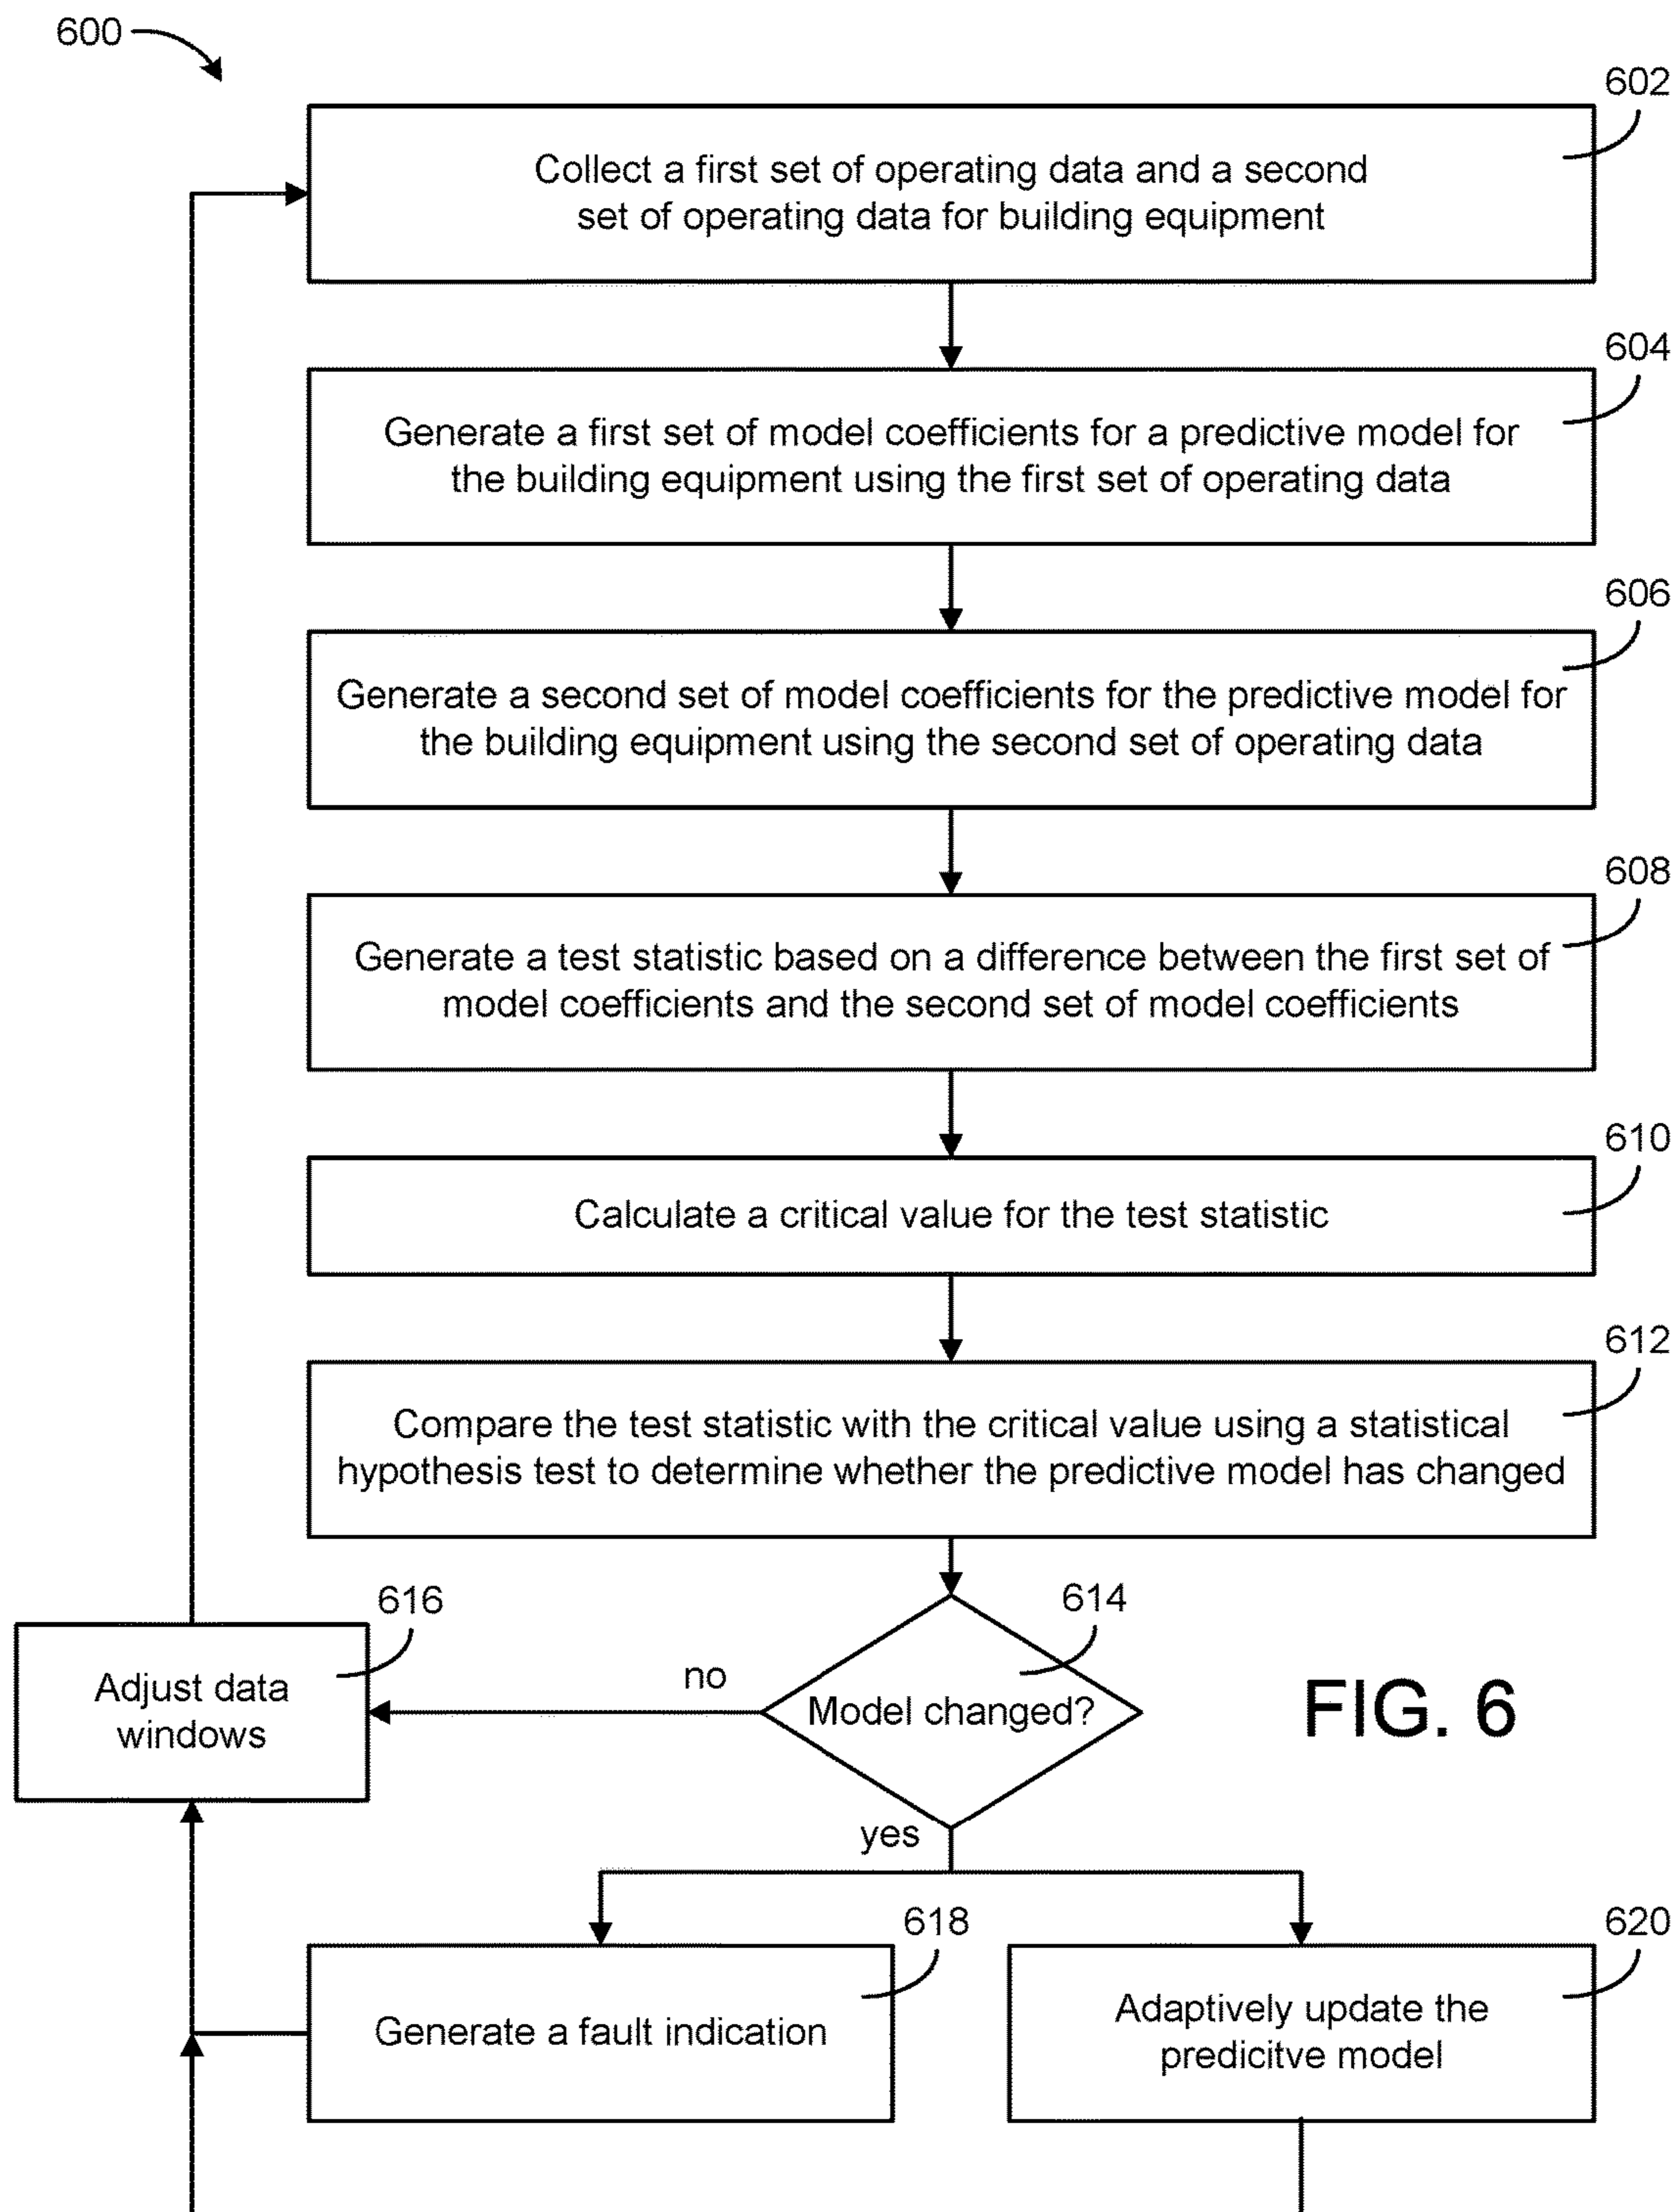 600
602
Collect a first set of operating data and a second
set of operating data for building equipment
604
Generate a first set of model coefficients for a predictive model for
the building equipment using the first set of operating data
606
Generate a second set of model coefficients for the predictive model for
the building equipment using the second set of operating data
608
Generate a test statistic based on a difference between the first set of
model coefficients and the second set of model coefficients
610
Calculate a critical value for the test statistic
612
Compare the test statistic with the critical value using a statistical
hypothesis test to determine whether the predictive model has changed
616
Adjust data
windows
no
614
Model changed?
FIG. 6
yes
618
Generate a fault indication
620
Adaptively update the
predicitve model